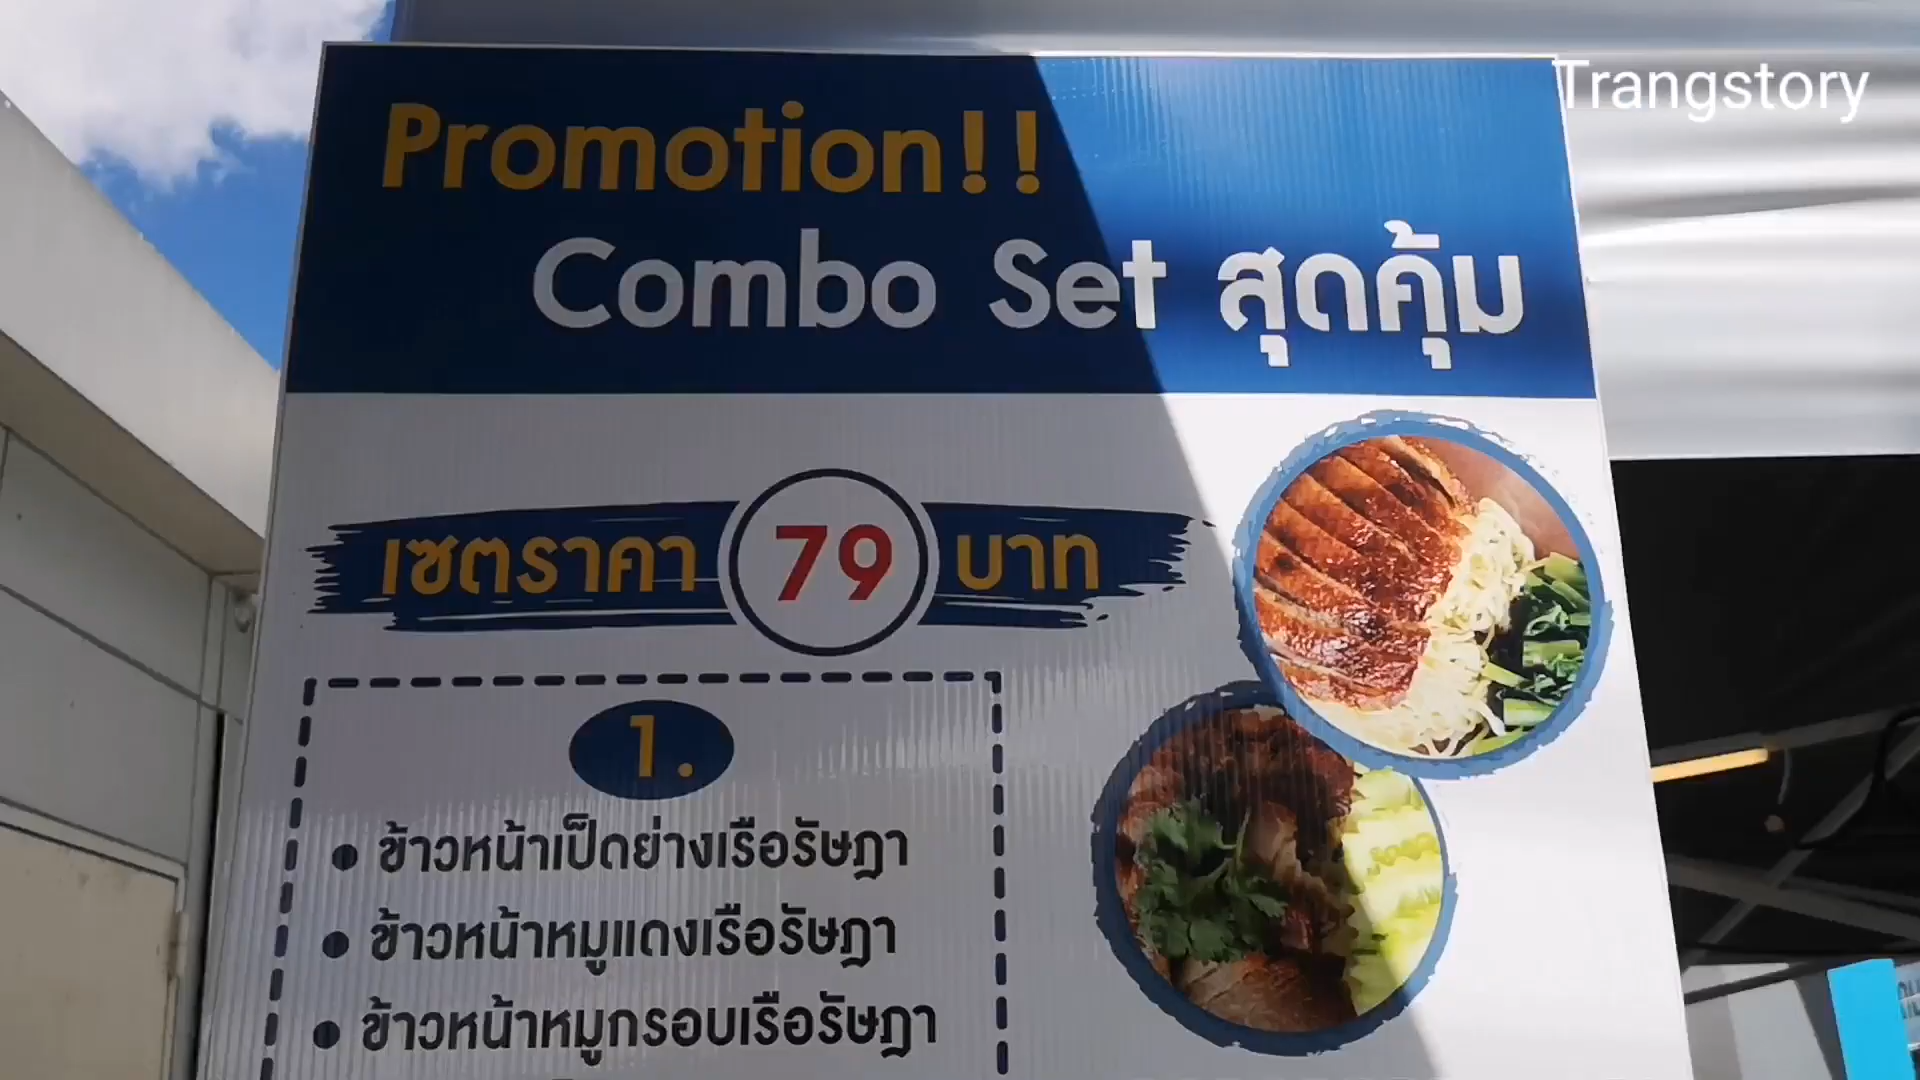 Trangstory
Promotion!!
Combo Set สุดคุ้ม
เซตราคา 79 บาท
1.
• ข้าวหน้าเป็ดย่างเรือรัษฎา
• ข้าวหน้าหมูแดงเรือรัษฎา
• ข้าวหน้าหมูกรอบเรือรัษฎา